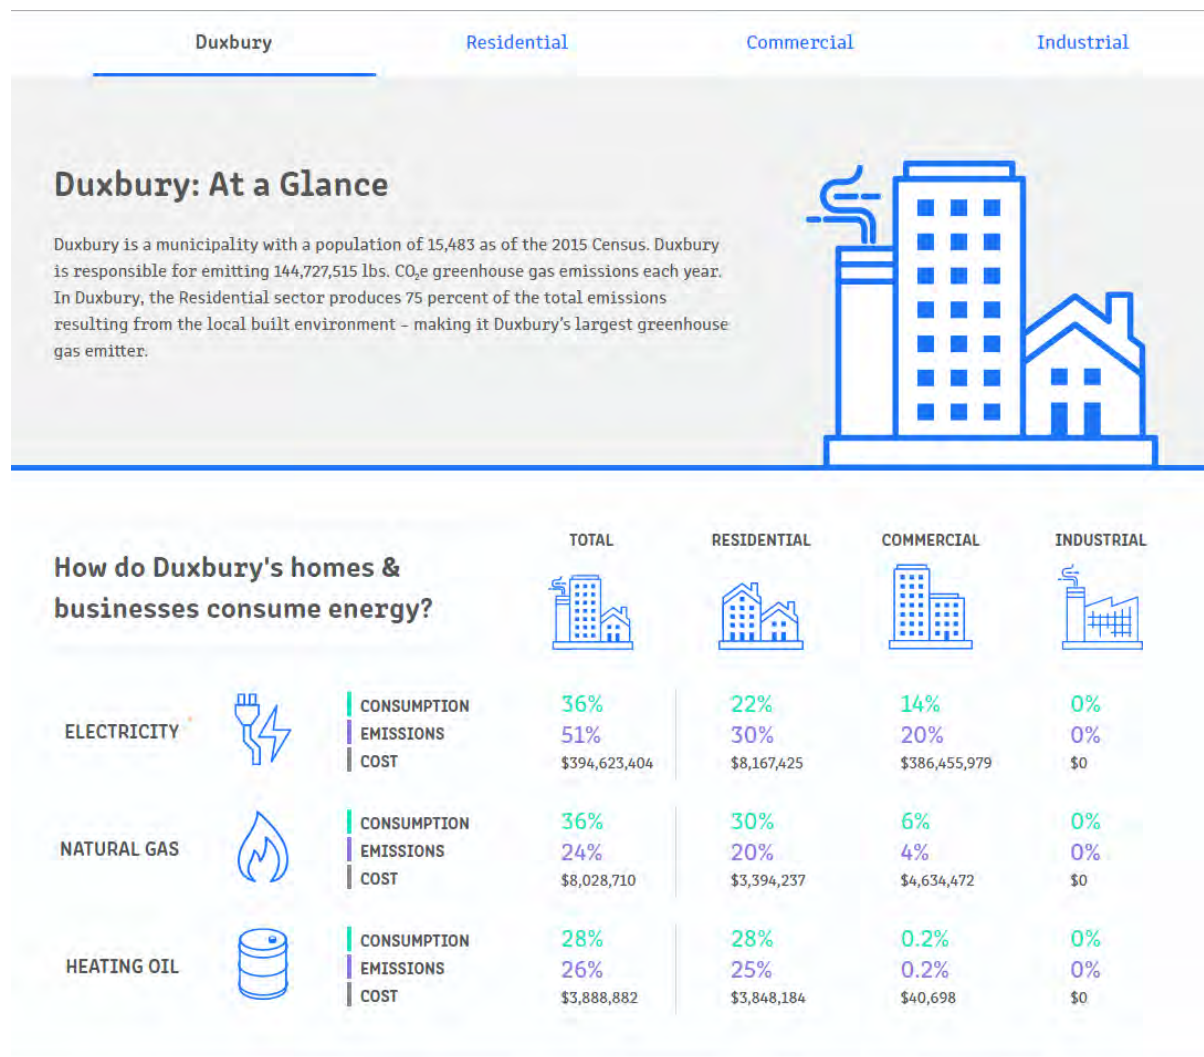 Duxbury Residential Commercial Industrial
Duxbury: At a Glance
Duxbury is a municipality with a population of 15,483 as of the 2015 Census. Duxbury
is responsible for emitting 144,727,515 lbs. CO₂e greenhouse gas emissions each year.
In Duxbury, the Residential sector produces 75 percent of the total emissions
resulting from the local built environment – making it Duxbury's largest greenhouse
gas emitter.
How do Duxbury's homes &
businesses consume energy?
TOTAL RESIDENTIAL COMMERCIAL INDUSTRIAL
ELECTRICITY
CONSUMPTION 36% 22% 14% 0%
EMISSIONS 51% 30% 20% 0%
COST $394,623,404 $8,167,425 $386,455,979 $0
NATURAL GAS
CONSUMPTION 36% 30% 6% 0%
EMISSIONS 24% 20% 4% 0%
COST $8,028,710 $3,394,237 $4,634,472 $0
HEATING OIL
CONSUMPTION 28% 28% 0.2% 0%
EMISSIONS 26% 25% 0.2% 0%
COST $3,888,882 $3,848,184 $40,698 $0